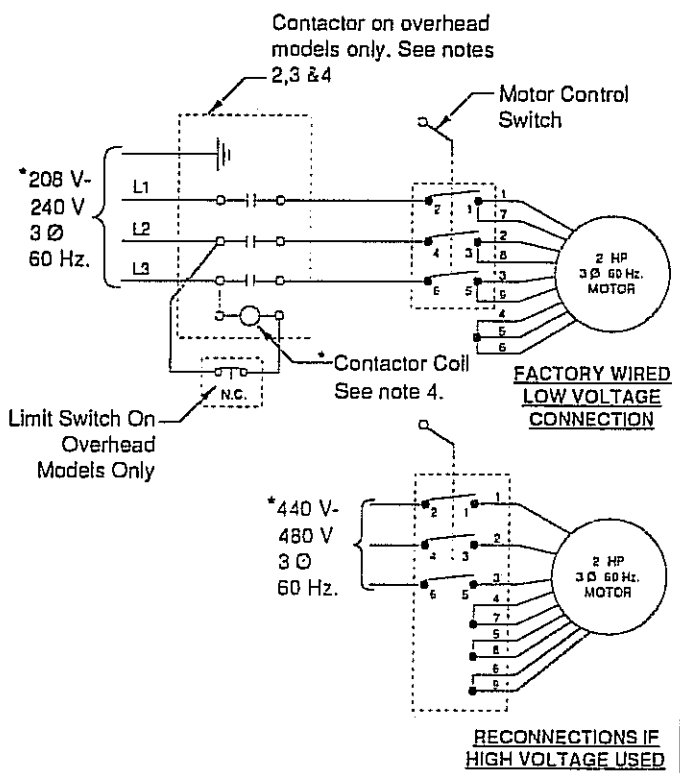 Contactor on overhead
models only. See notes
2,3 &4
Motor Control
Switch
*208 V-
240 V
3 Ø
60 Hz.
L1
L2
L3
2 1
4 3
6 5
1
7
2
8
3
9
4
5
6
2 HP
3 Ø 60 Hz.
MOTOR
N.C.
* Contactor Coil
See note 4.
Limit Switch On
Overhead
Models Only
FACTORY WIRED
LOW VOLTAGE
CONNECTION
*440 V-
480 V
3 Ø
60 Hz.
2 1
4 3
6 5
1
2
3
4
7
5
8
6
9
2 HP
3 Ø 60 Hz.
MOTOR
RECONNECTIONS IF
HIGH VOLTAGE USED